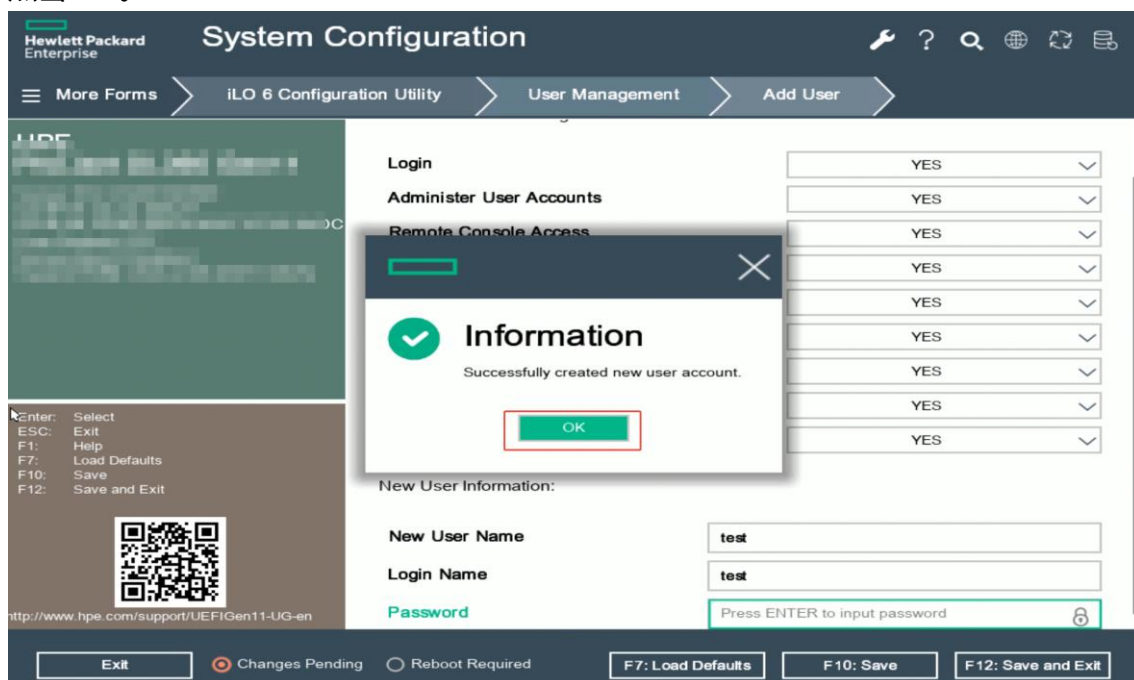 Hewlett Packard
Enterprise
System Configuration
More Forms
iLO 6 Configuration Utility
User Management
Add User
Login YES
Administer User Accounts YES
Remote Console Access YES
YES
YES
YES
YES
YES
YES
Information
Successfully created new user account.
OK
Enter: Select
ESC: Exit
F1: Help
F7: Load Defaults
F10: Save
F12: Save and Exit
http://www.hpe.com/support/UEFIGen11-UG-en
New User Information:
New User Name test
Login Name test
Password Press ENTER to input password
Exit
Changes Pending
Reboot Required
F7: Load Defaults
F10: Save
F12: Save and Exit